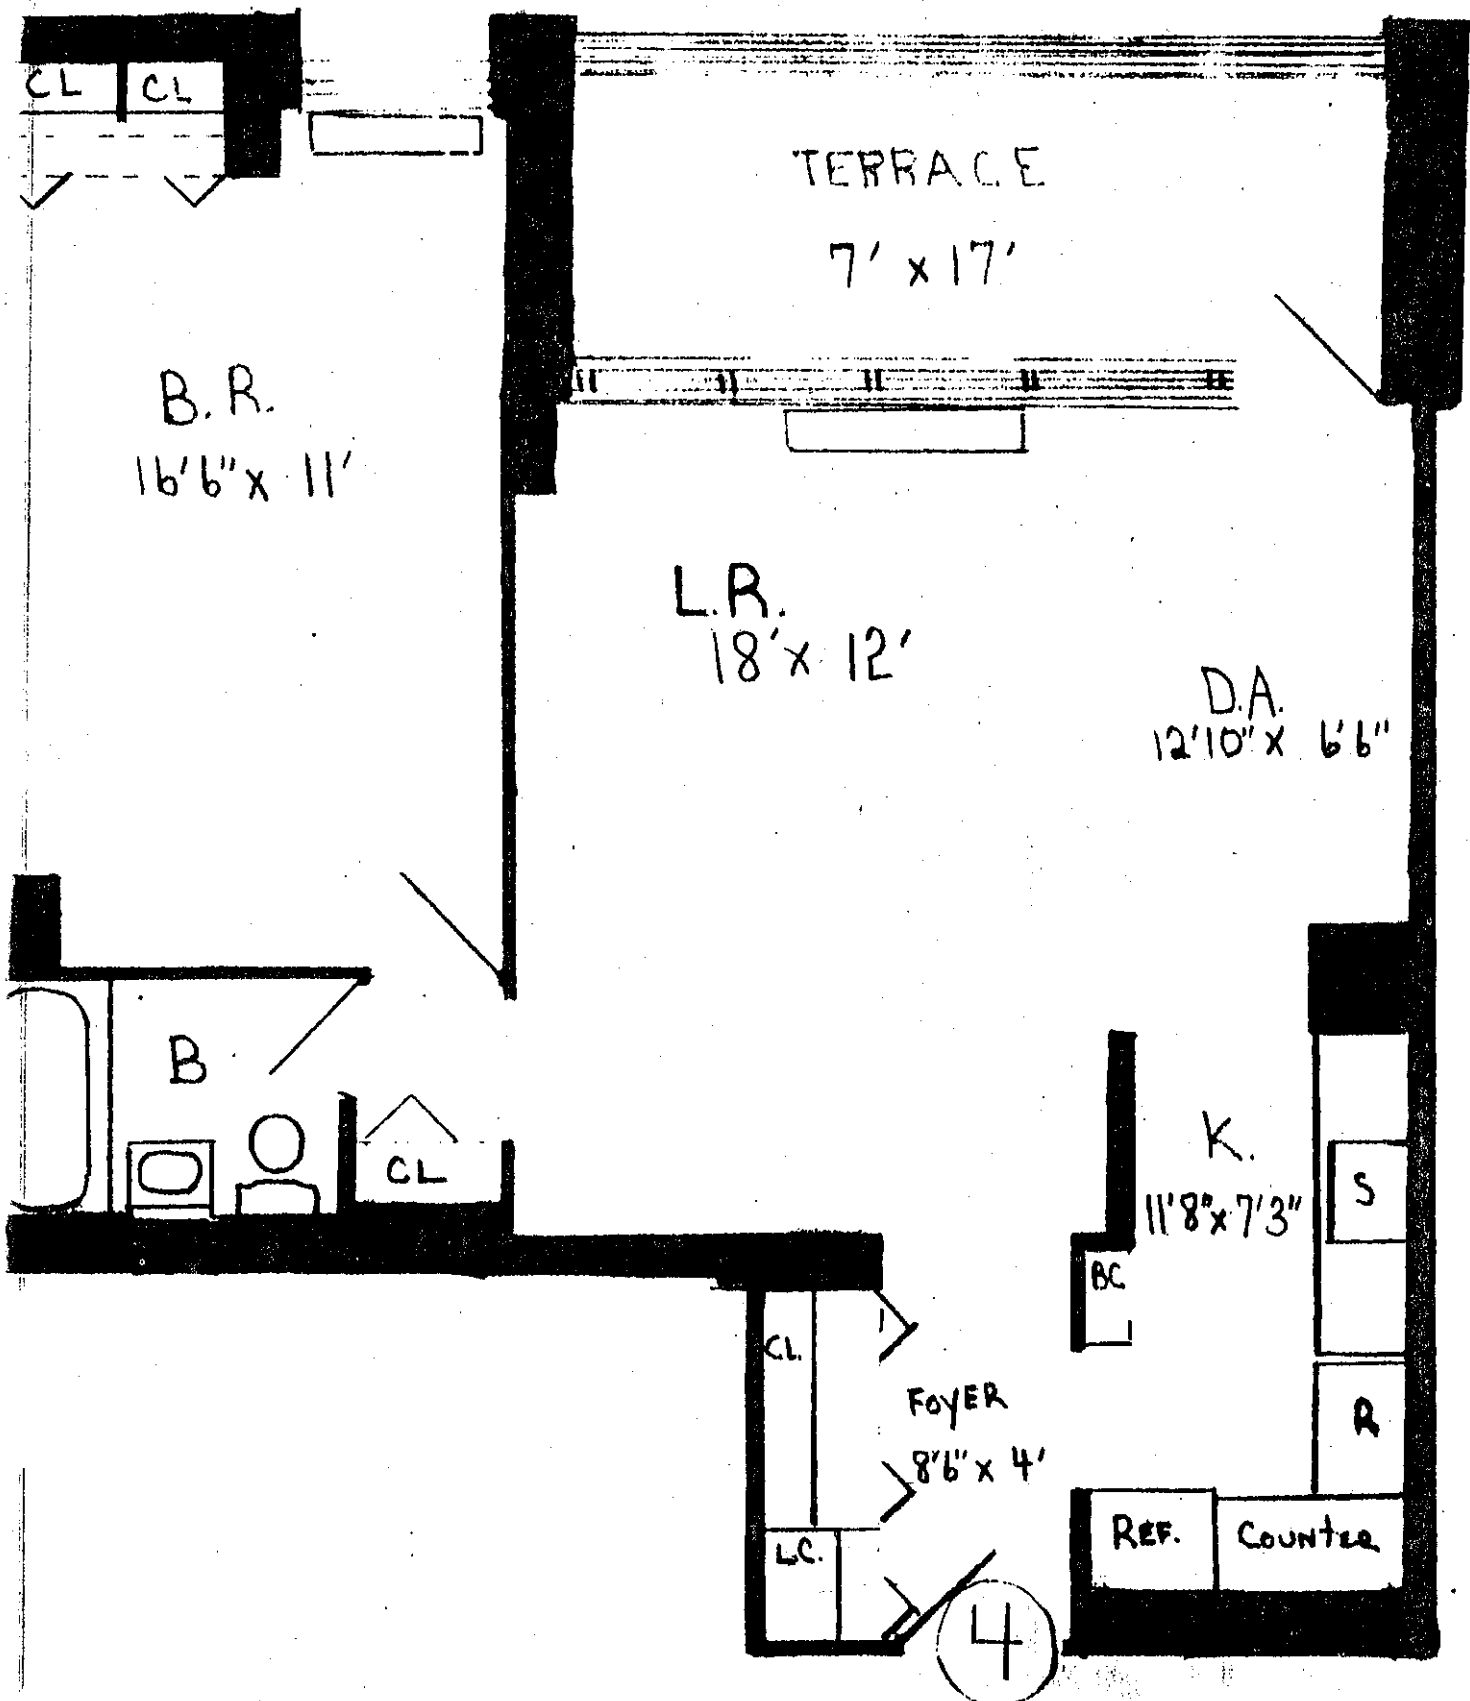 CL CL
TERRACE
7' x 17'
B.R.
16'6" x 11'
L.R.
18' x 12'
D.A.
12'10" x 6'6"
B
CL
K.
11'8" x 7'3"
S
BC
CL.
FOYER
8'6" x 4'
R
REF. COUNTER
L.C.
4